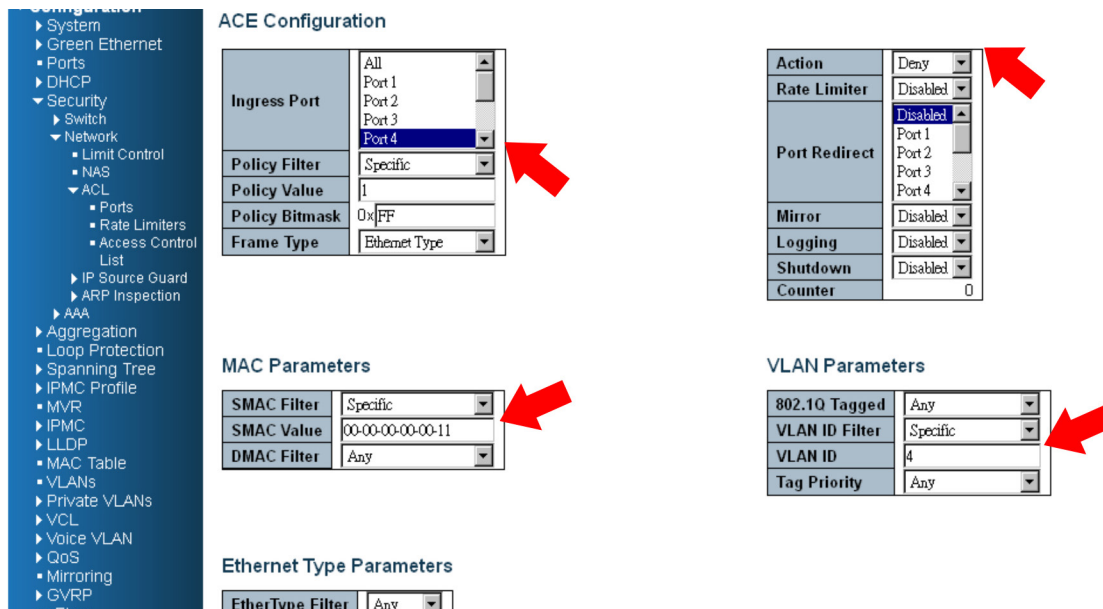 Configuration
System
Green Ethernet
Ports
DHCP
Security
Switch
Network
Limit Control
NAS
ACL
Ports
Rate Limiters
Access Control
List
IP Source Guard
ARP Inspection
AAA
Aggregation
Loop Protection
Spanning Tree
IPMC Profile
MVR
IPMC
LLDP
MAC Table
VLANs
Private VLANs
VCL
Voice VLAN
QoS
Mirroring
GVRP
ACE Configuration
Ingress Port
All
Port 1
Port 2
Port 3
Port 4
Policy Filter Specific
Policy Value 1
Policy Bitmask 0xFF
Frame Type Ethernet Type
Action Deny
Rate Limiter Disabled
Port Redirect
Disabled
Port 1
Port 2
Port 3
Port 4
Mirror Disabled
Logging Disabled
Shutdown Disabled
Counter 0
MAC Parameters
SMAC Filter Specific
SMAC Value 00-00-00-00-00-11
DMAC Filter Any
VLAN Parameters
802.1Q Tagged Any
VLAN ID Filter Specific
VLAN ID 4
Tag Priority Any
Ethernet Type Parameters
EtherType Filter Any